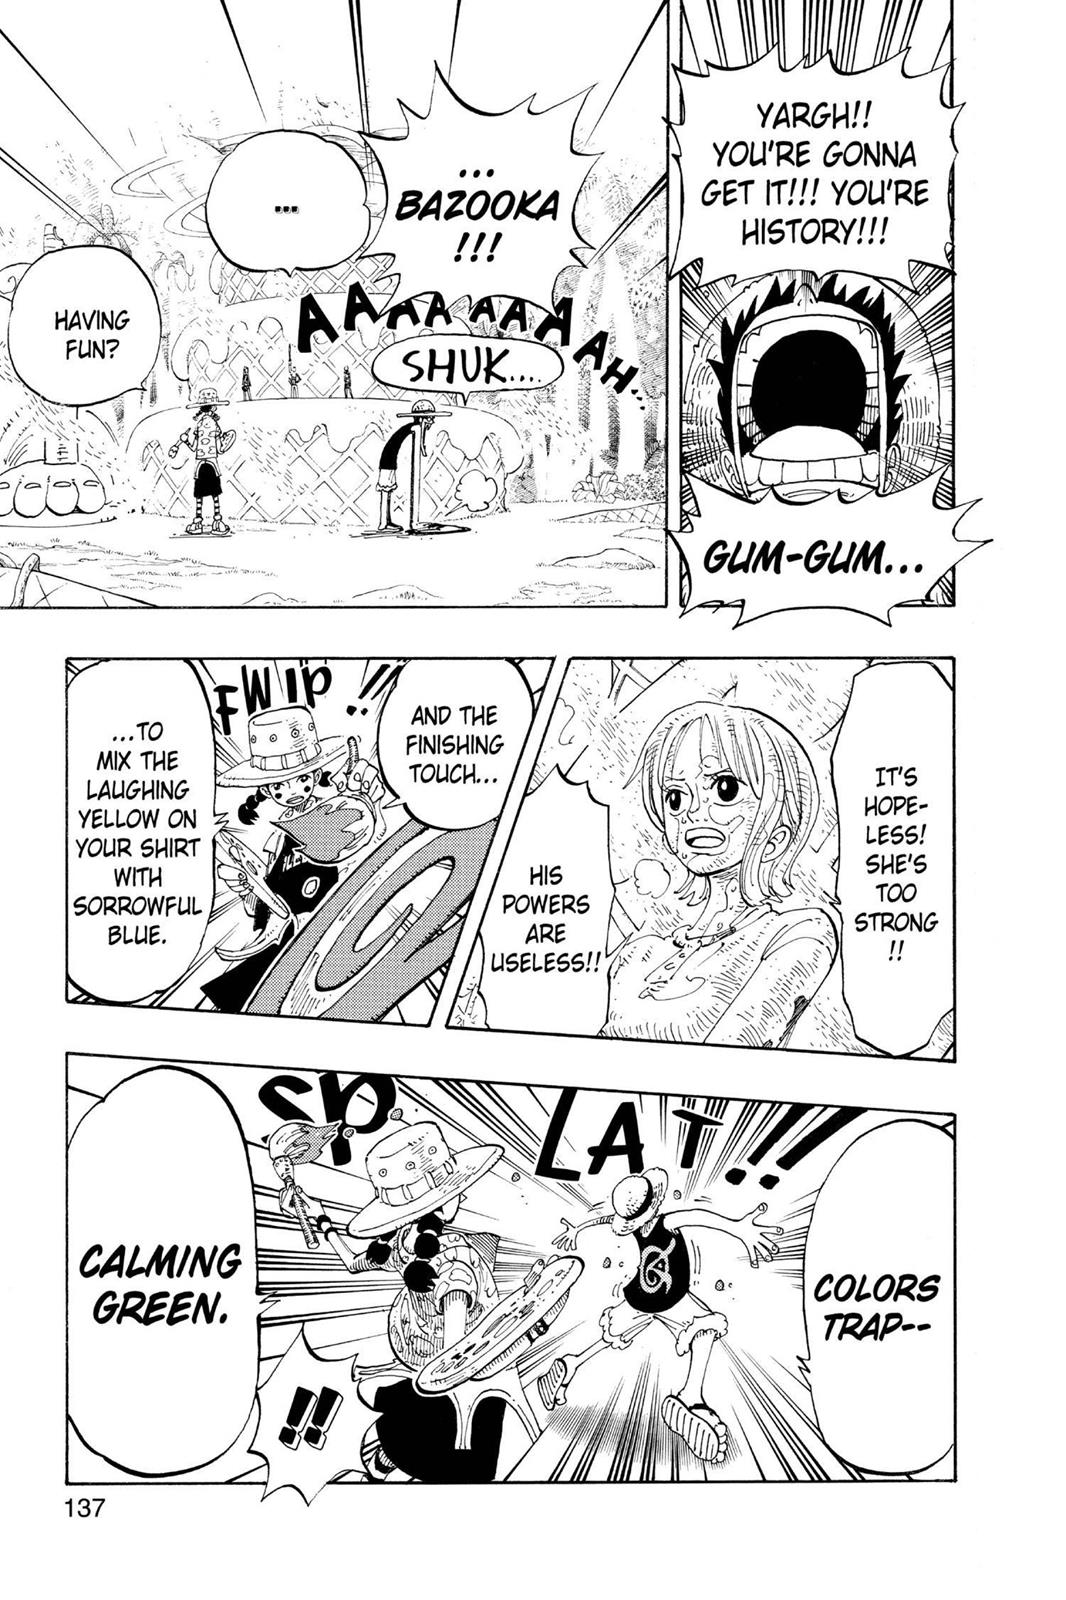 YARGH!!
YOU'RE GONNA
GET IT!!! YOU'RE
HISTORY!!!
GUM-GUM...
...
BAZOOKA
!!!
AAAAAAAAAH...
SHUK....
...
HAVING
FUN?
IT'S
HOPE-
LESS!
SHE'S
TOO
STRONG
!!
HIS
POWERS
ARE
USELESS!!
AND THE
FINISHING
TOUCH...
FWIP!!
...TO
MIX THE
LAUGHING
YELLOW ON
YOUR SHIRT
WITH
SORROWFUL
BLUE.
COLORS
TRAP--
SPLAT!!
!!
CALMING
GREEN.
137